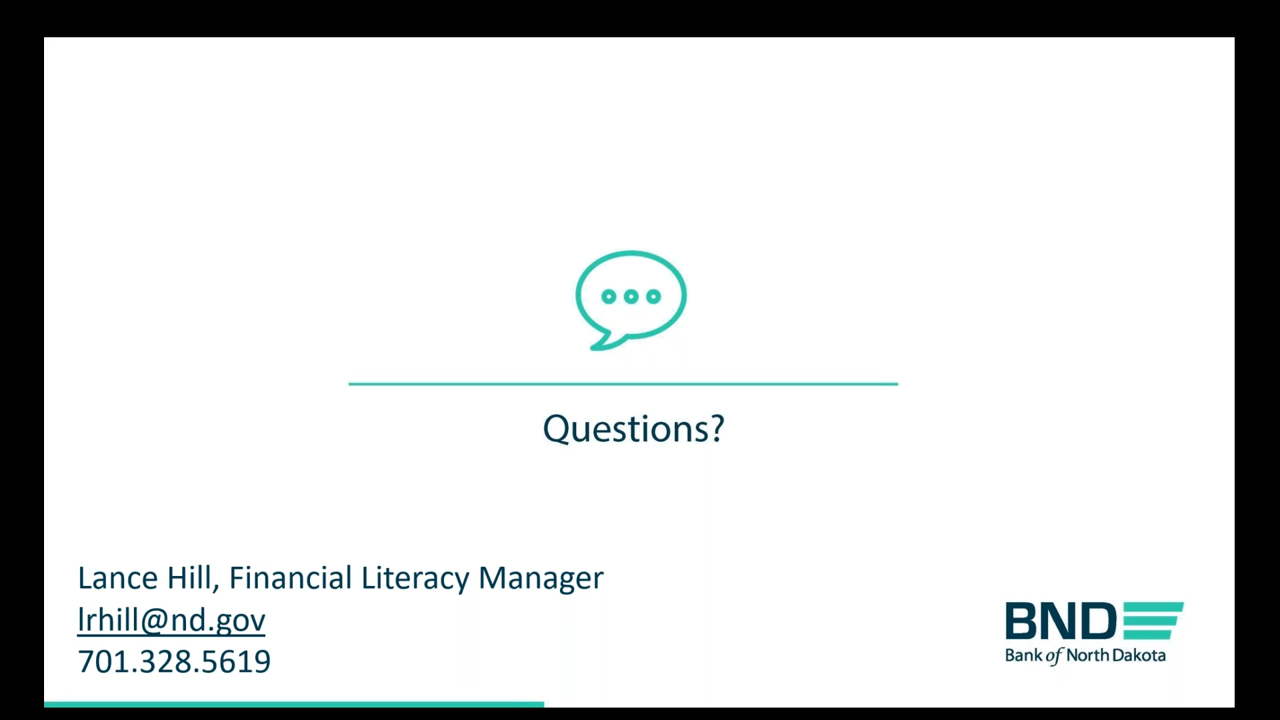 Questions?
Lance Hill, Financial Literacy Manager
lrhill@nd.gov
701.328.5619
BND
Bank of North Dakota